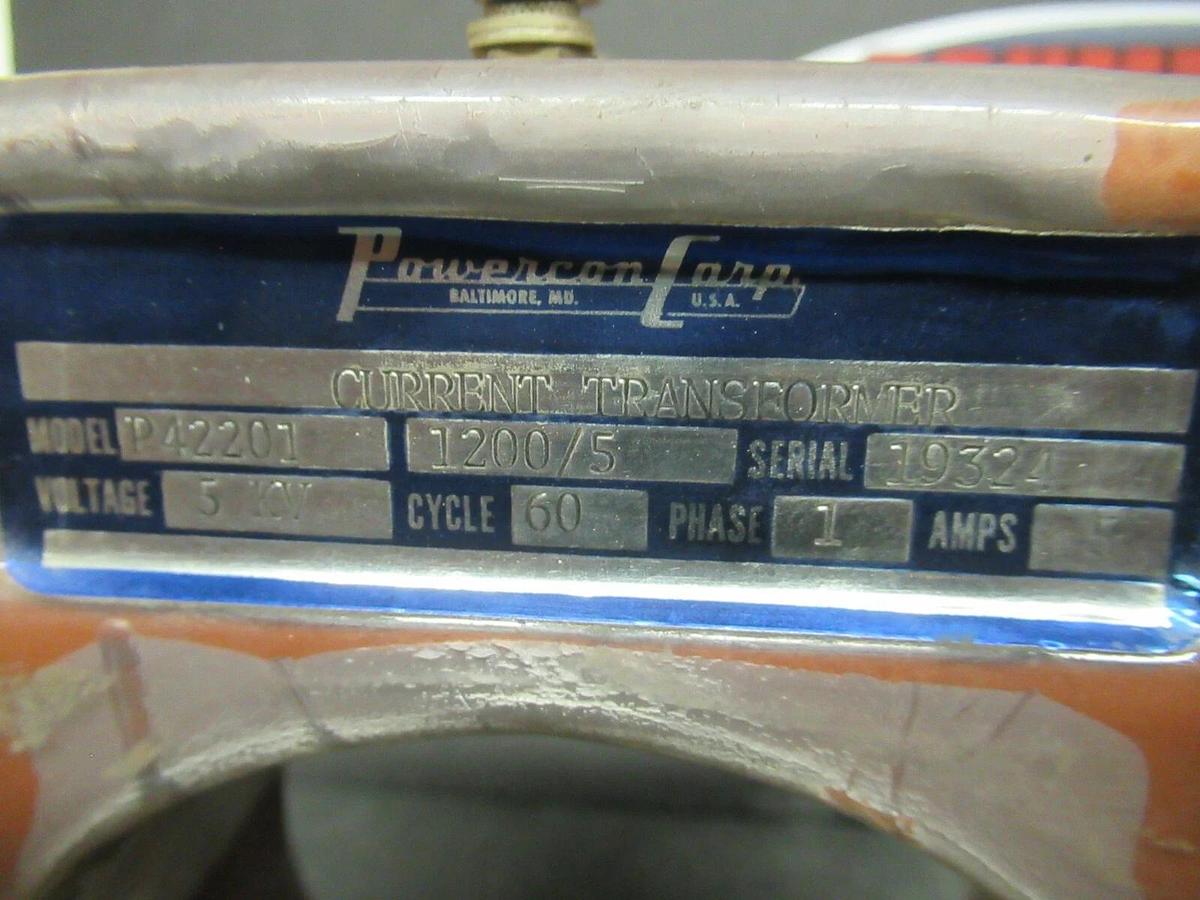 Powercon Corp.
BALTIMORE, MD. U.S.A.
CURRENT TRANSFORMER
MODEL P42201 1200/5 SERIAL 19324
VOLTAGE 5 KV CYCLE 60 PHASE 1 AMPS 5